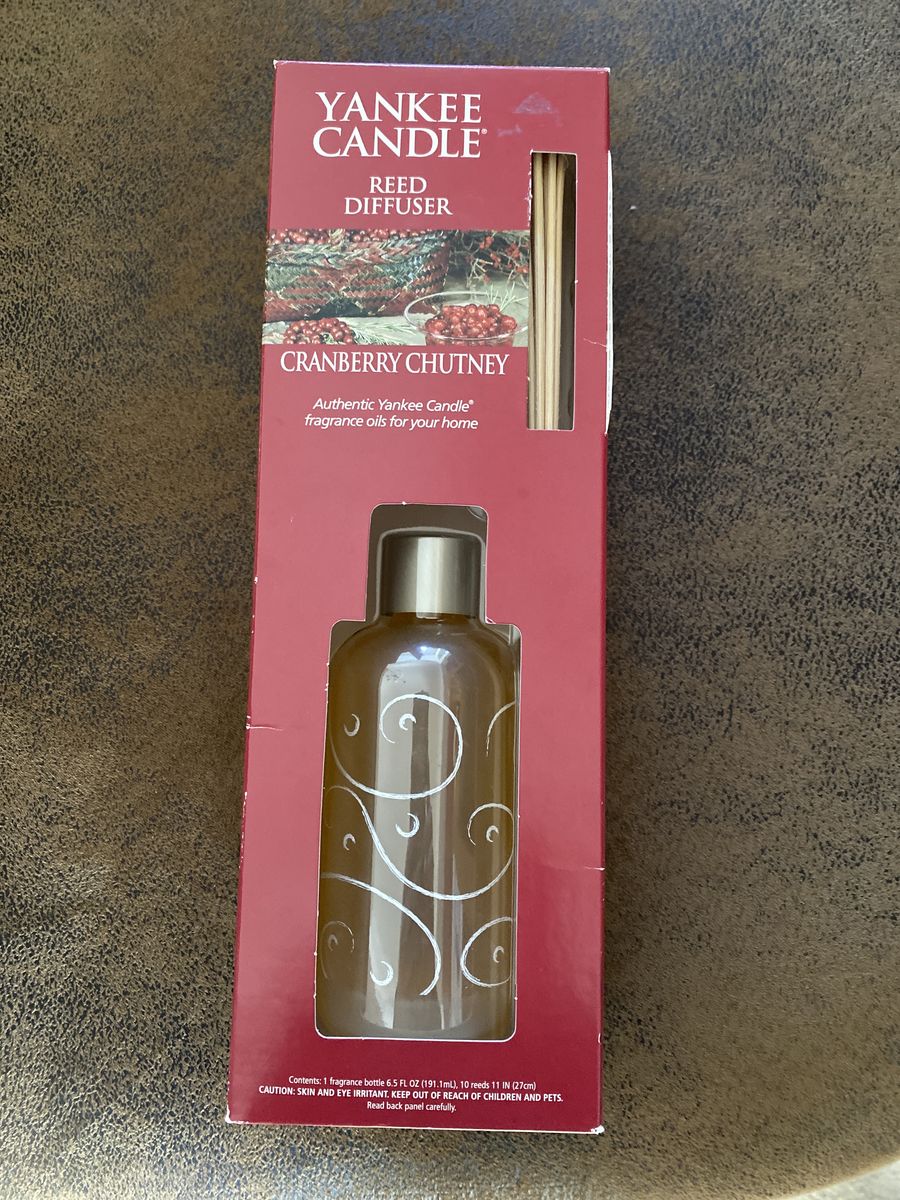 YANKEE
CANDLE®
REED
DIFFUSER
CRANBERRY CHUTNEY
Authentic Yankee Candle®
fragrance oils for your home
Contents: 1 fragrance bottle 6.5 FL OZ (191.1mL), 10 reeds 11 IN (27cm)
CAUTION: SKIN AND EYE IRRITANT. KEEP OUT OF REACH OF CHILDREN AND PETS.
Read back panel carefully.